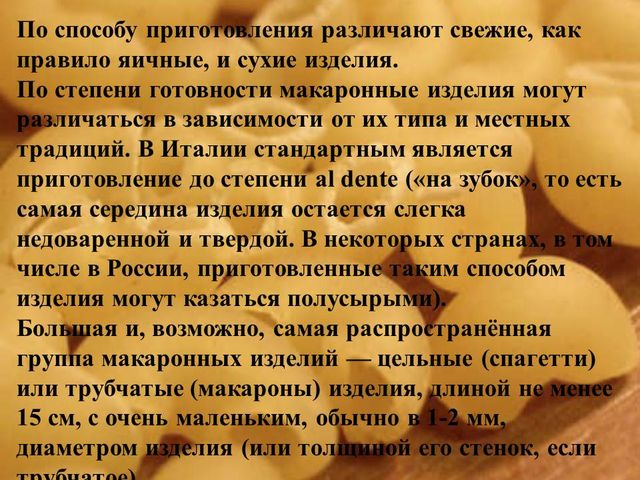 По способу приготовления различают свежие, как
правило яичные, и сухие изделия.
По степени готовности макаронные изделия могут
различаться в зависимости от их типа и местных
традиций. В Италии стандартным является
приготовление до степени al dente («на зубок», то есть
самая середина изделия остается слегка
недоваренной и твердой. В некоторых странах, в том
числе в России, приготовленные таким способом
изделия могут казаться полусырыми).
Большая и, возможно, самая распространённая
группа макаронных изделий — цельные (спагетти)
или трубчатые (макароны) изделия, длиной не менее
15 см, с очень маленьким, обычно в 1-2 мм,
диаметром изделия (или толщиной его стенок, если
трубчатое)